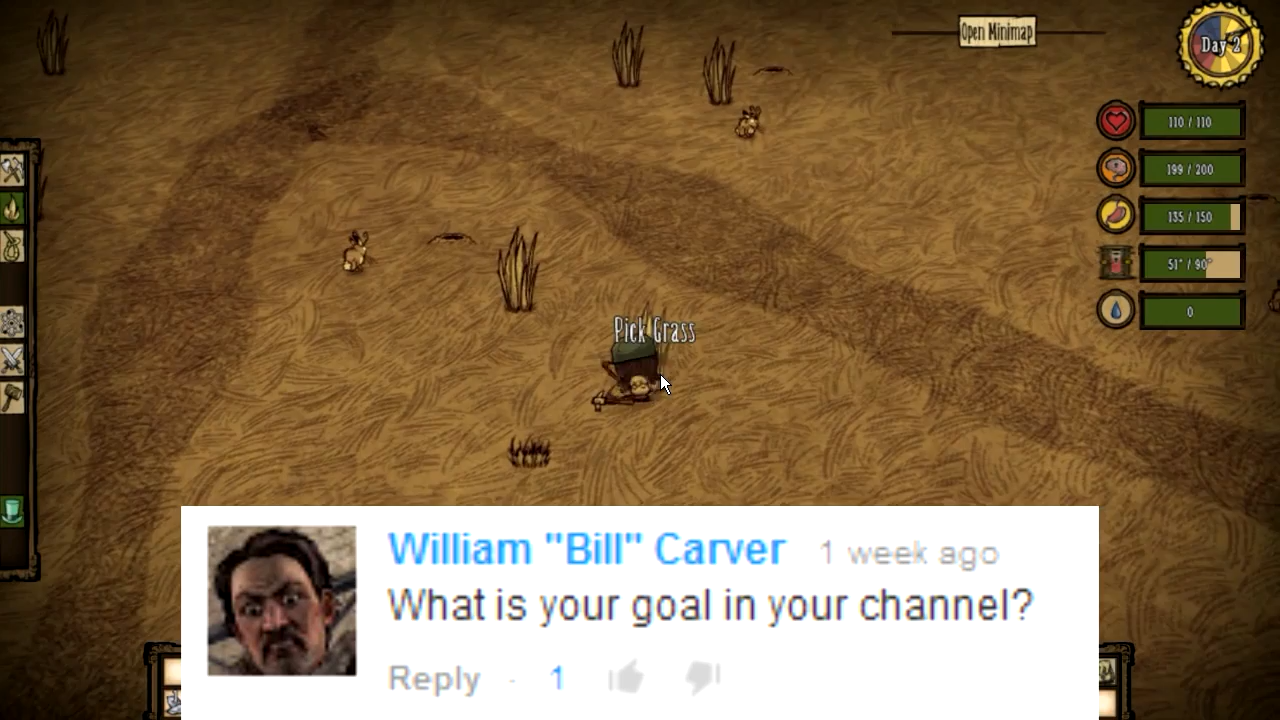 Open Minimap
Day 2
110 / 110
199 / 200
135 / 150
51° / 90°
0
Pick Grass
William "Bill" Carver 1 week ago
What is your goal in your channel?
Reply · 1